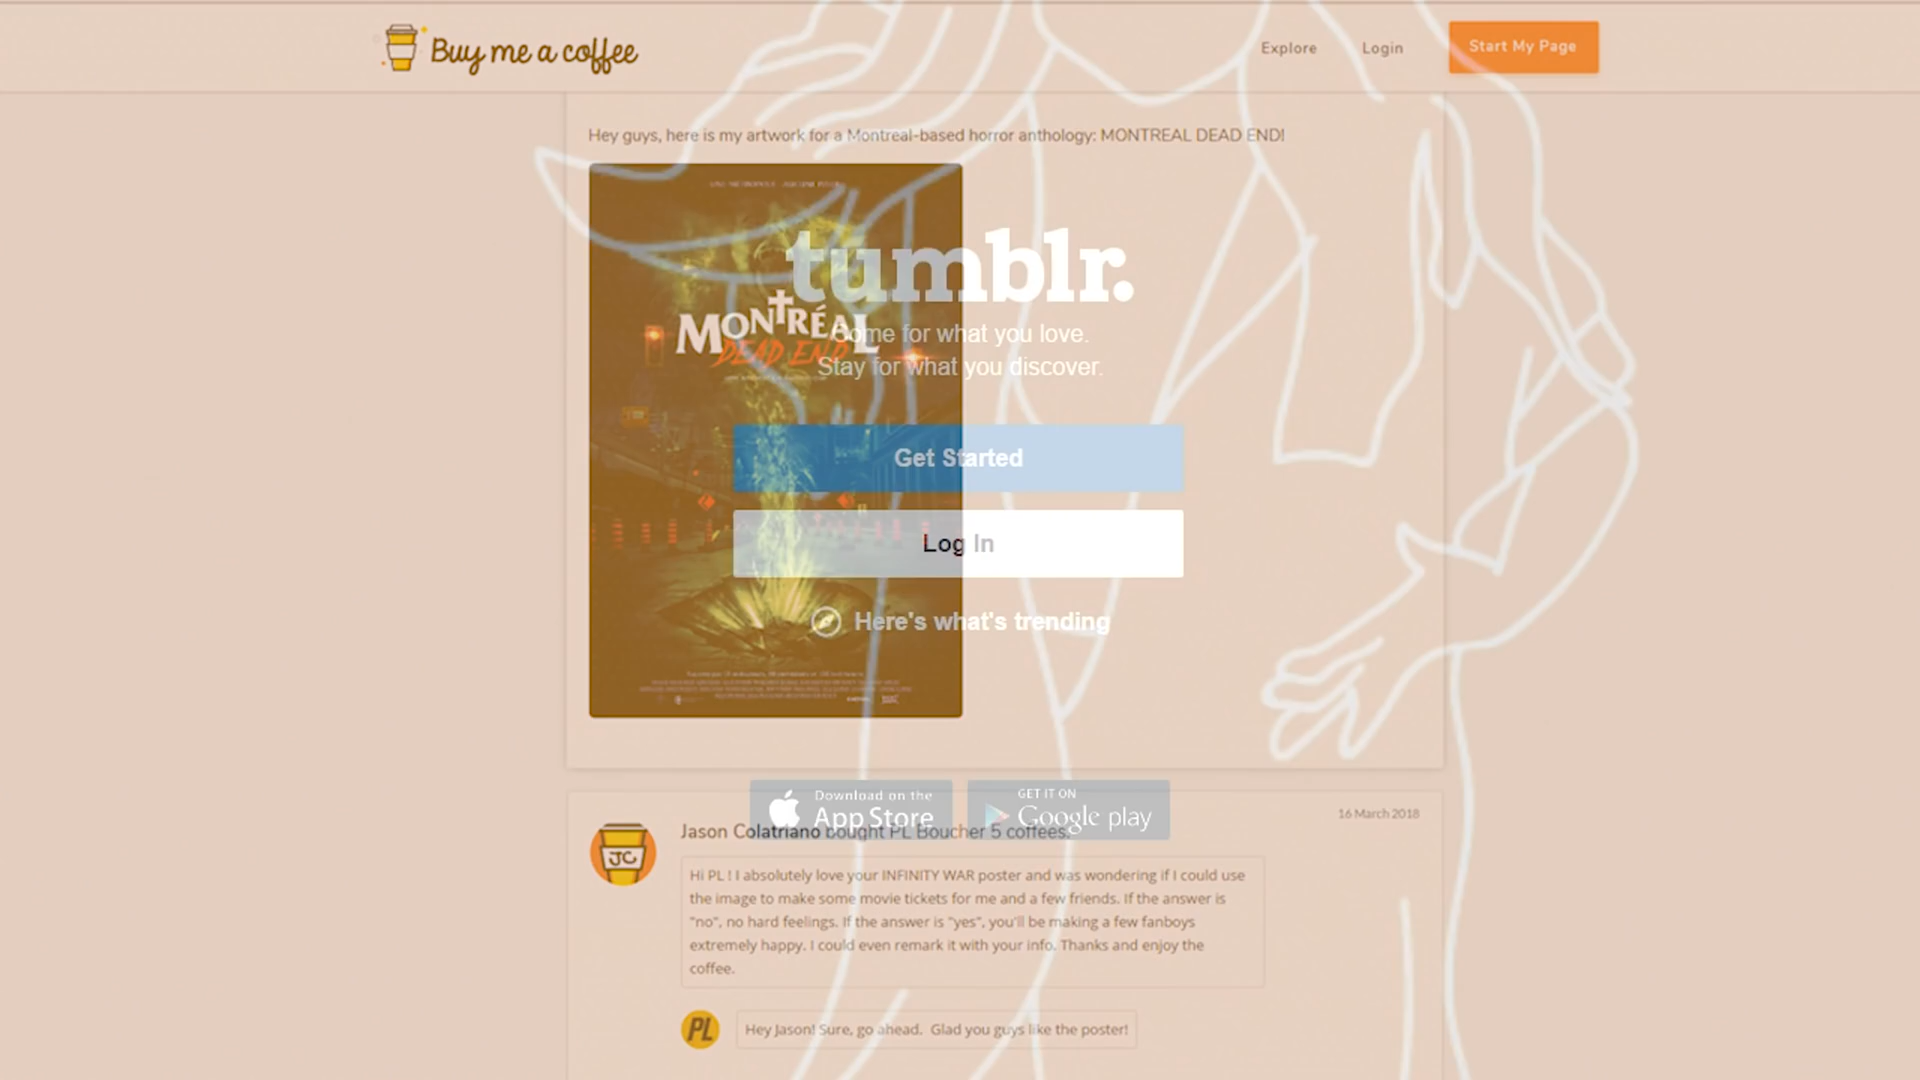 Buy me a coffee
Explore
Login
Start My Page
Hey guys, here is my artwork for a Montreal-based horror anthology: MONTREAL DEAD END!
tumblr.
MONTRÉAL
DEAD END
Come for what you love.
Stay for what you discover.
Get Started
Log In
Here's what's trending
Download on the
App Store
GET IT ON
Google play
16 March 2018
JC
Jason Colatriano bought PL Boucher 5 coffees.
Hi PL ! I absolutely love your INFINITY WAR poster and was wondering if I could use
the image to make some movie tickets for me and a few friends. If the answer is
"no", no hard feelings. If the answer is "yes", you'll be making a few fanboys
extremely happy. I could even remark it with your info. Thanks and enjoy the
coffee.
PL
Hey Jason! Sure, go ahead. Glad you guys like the poster!